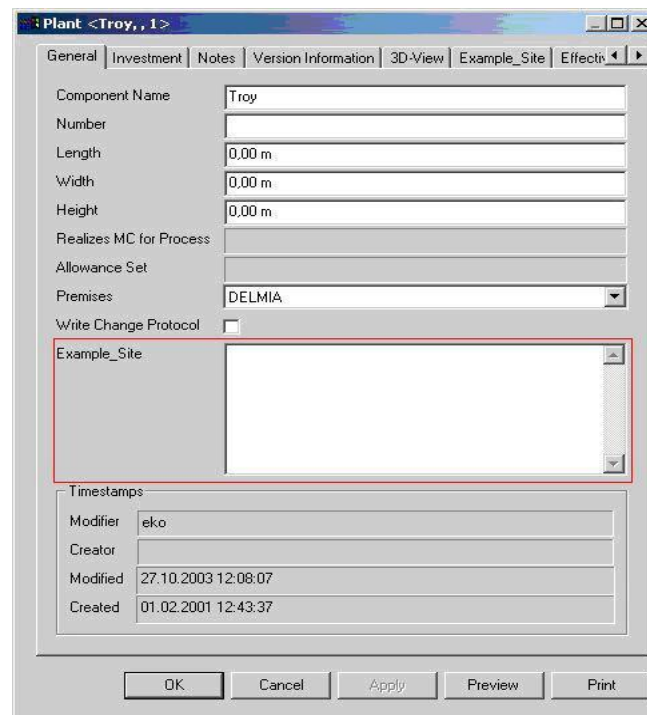 Plant <Troy, , 1>
General Investment Notes Version Information 3D-View Example_Site Effectiv
Component Name Troy
Number
Length 0,00 m
Width 0,00 m
Height 0,00 m
Realizes MC for Process
Allowance Set
Premises DELMIA
Write Change Protocol
Example_Site
Timestamps
Modifier eko
Creator
Modified 27.10.2003 12:08:07
Created 01.02.2001 12:43:37
OK Cancel Apply Preview Print